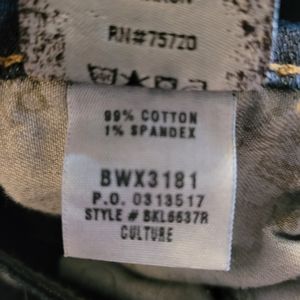 RN#75720
99% COTTON
1% SPANDEX
BWX3181
P.O. 0313517
STYLE # BKL6637R
CULTURE